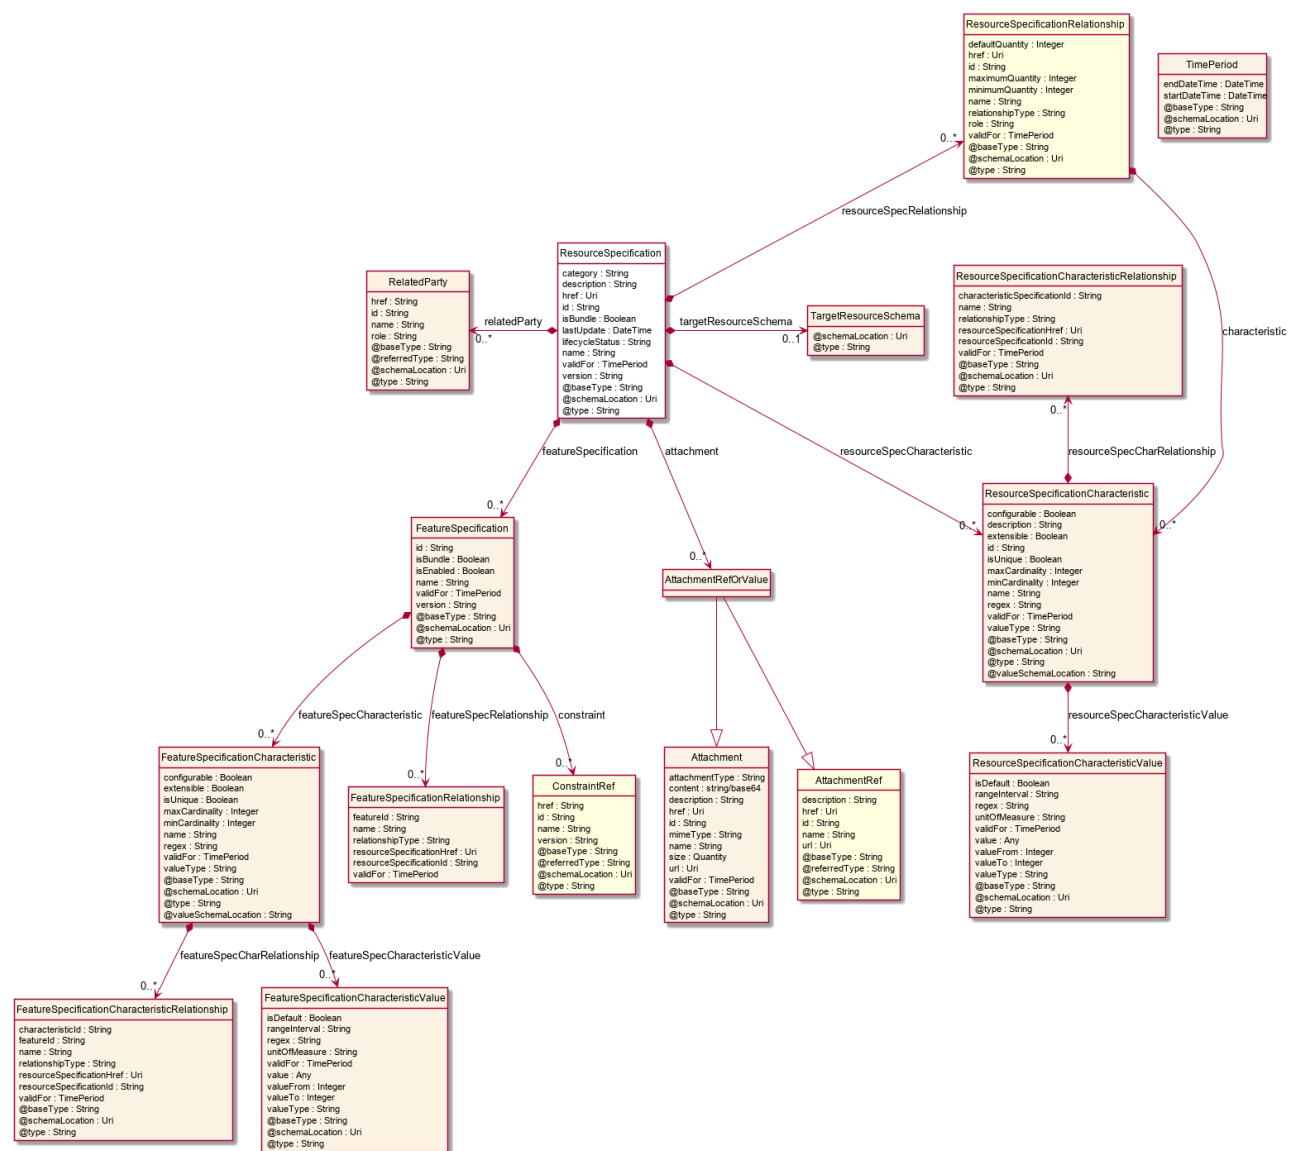 ResourceSpecificationRelationship
defaultQuantity : Integer
href : Uri
id : String
maximumQuantity : Integer
minimumQuantity : Integer
name : String
relationshipType : String
role : String
validFor : TimePeriod
@baseType : String
@schemaLocation : Uri
@type : String
TimePeriod
endDateTime : DateTime
startDateTime : DateTime
@baseType : String
@schemaLocation : Uri
@type : String
0..*
resourceSpecRelationship
ResourceSpecification
category : String
description : String
href : Uri
id : String
isBundle : Boolean
lastUpdate : DateTime
lifecycleStatus : String
name : String
validFor : TimePeriod
version : String
@baseType : String
@schemaLocation : Uri
@type : String
RelatedParty
href : String
id : String
name : String
role : String
@baseType : String
@referredType : String
@schemaLocation : Uri
@type : String
relatedParty
0..*
targetResourceSchema
0..1
TargetResourceSchema
@schemaLocation : Uri
@type : String
ResourceSpecificationCharacteristicRelationship
characteristicSpecificationId : String
name : String
relationshipType : String
resourceSpecificationHref : Uri
resourceSpecificationId : String
validFor : TimePeriod
@baseType : String
@schemaLocation : Uri
@type : String
characteristic
0..*
featureSpecification
attachment
resourceSpecCharacteristic
resourceSpecCharRelationship
0..*
0..*
0..*
0..*
ResourceSpecificationCharacteristic
configurable : Boolean
description : String
extensible : Boolean
id : String
isUnique : Boolean
maxCardinality : Integer
minCardinality : Integer
name : String
regex : String
validFor : TimePeriod
valueType : String
@baseType : String
@schemaLocation : Uri
@type : String
@valueSchemaLocation : String
FeatureSpecification
id : String
isBundle : Boolean
isEnabled : Boolean
name : String
validFor : TimePeriod
version : String
@baseType : String
@schemaLocation : Uri
@type : String
AttachmentRefOrValue
featureSpecCharacteristic
featureSpecRelationship
constraint
resourceSpecCharacteristicValue
0..*
0..*
0..*
0..*
FeatureSpecificationCharacteristic
configurable : Boolean
extensible : Boolean
isUnique : Boolean
maxCardinality : Integer
minCardinality : Integer
name : String
regex : String
validFor : TimePeriod
valueType : String
@baseType : String
@schemaLocation : Uri
@type : String
@valueSchemaLocation : String
FeatureSpecificationRelationship
featureId : String
name : String
relationshipType : String
resourceSpecificationHref : Uri
resourceSpecificationId : String
validFor : TimePeriod
ConstraintRef
href : String
id : String
name : String
version : String
@baseType : String
@referredType : String
@schemaLocation : Uri
@type : String
Attachment
attachmentType : String
content : string/base64
description : String
href : Uri
id : String
mimeType : String
name : String
size : Quantity
url : Uri
validFor : TimePeriod
@baseType : String
@schemaLocation : Uri
@type : String
AttachmentRef
description : String
href : Uri
id : String
name : String
url : Uri
@baseType : String
@referredType : String
@schemaLocation : Uri
@type : String
ResourceSpecificationCharacteristicValue
isDefault : Boolean
rangeInterval : String
regex : String
unitOfMeasure : String
validFor : TimePeriod
value : Any
valueFrom : Integer
valueTo : Integer
valueType : String
@baseType : String
@schemaLocation : Uri
@type : String
featureSpecCharRelationship
featureSpecCharacteristicValue
0..*
0..*
FeatureSpecificationCharacteristicRelationship
characteristicId : String
featureId : String
name : String
relationshipType : String
resourceSpecificationHref : Uri
resourceSpecificationId : String
validFor : TimePeriod
@baseType : String
@schemaLocation : Uri
@type : String
FeatureSpecificationCharacteristicValue
isDefault : Boolean
rangeInterval : String
regex : String
unitOfMeasure : String
validFor : TimePeriod
value : Any
valueFrom : Integer
valueTo : Integer
valueType : String
@baseType : String
@schemaLocation : Uri
@type : String